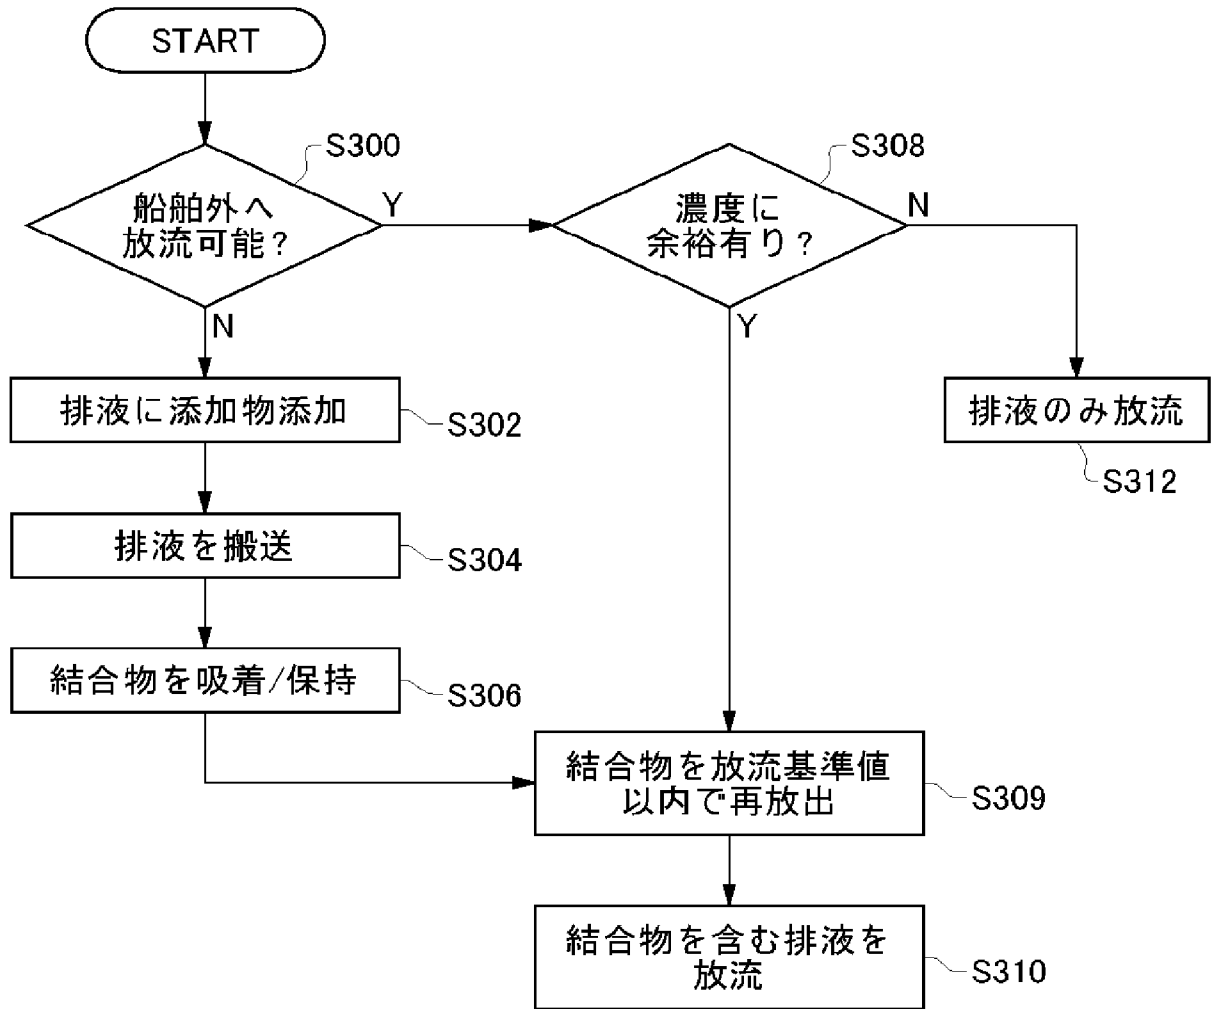 START
S300
船舶外へ
放流可能？
Y
N
S308
濃度に
余裕有り？
N
Y
排液に添加物添加
S302
排液のみ放流
S312
排液を搬送
S304
結合物を吸着/保持
S306
結合物を放流基準値
以内で再放出
S309
結合物を含む排液を
放流
S310